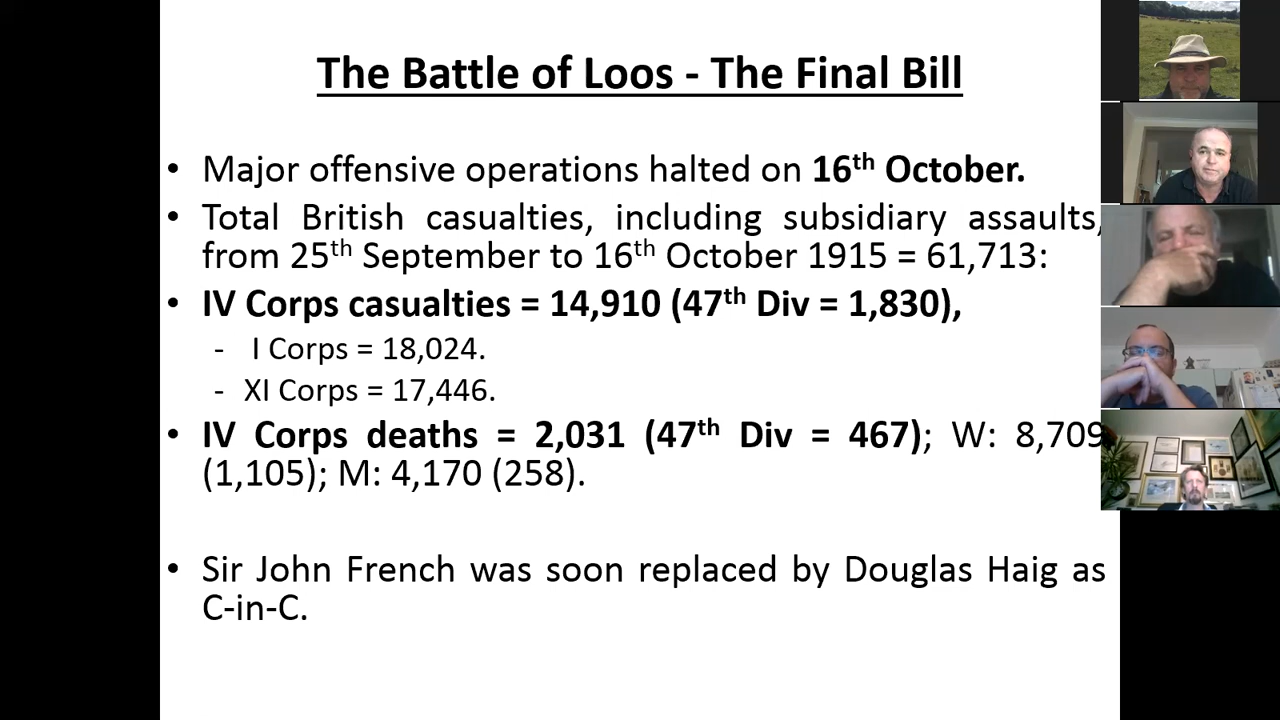 The Battle of Loos - The Final Bill
• Major offensive operations halted on 16th October.
• Total British casualties, including subsidiary assaults,
from 25th September to 16th October 1915 = 61,713:
• IV Corps casualties = 14,910 (47th Div = 1,830),
- I Corps = 18,024.
- XI Corps = 17,446.
• IV Corps deaths = 2,031 (47th Div = 467); W: 8,709
(1,105); M: 4,170 (258).
• Sir John French was soon replaced by Douglas Haig as
C-in-C.